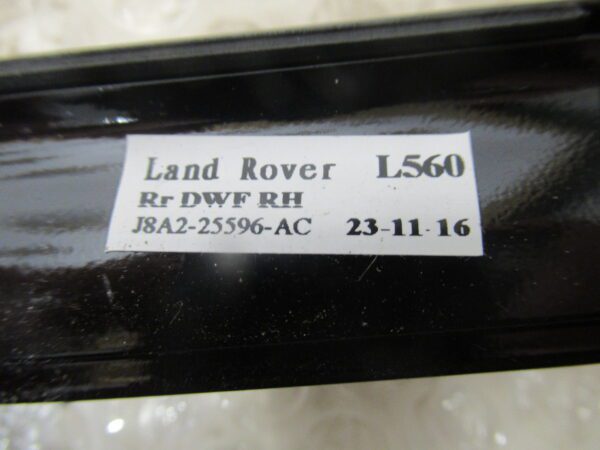 Land Rover L560
Rr DWF RH
J8A2-25596-AC 23-11-16